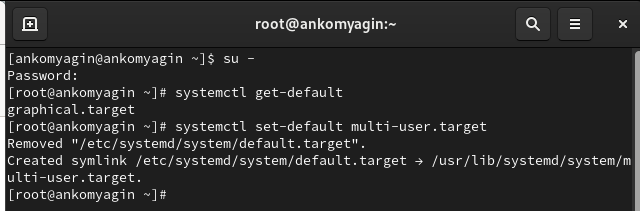 root@ankomyagin:~
[ankomyagin@ankomyagin ~]$ su -
Password:
[root@ankomyagin ~]# systemctl get-default
graphical.target
[root@ankomyagin ~]# systemctl set-default multi-user.target
Removed "/etc/systemd/system/default.target".
Created symlink /etc/systemd/system/default.target → /usr/lib/systemd/system/m
ulti-user.target.
[root@ankomyagin ~]#